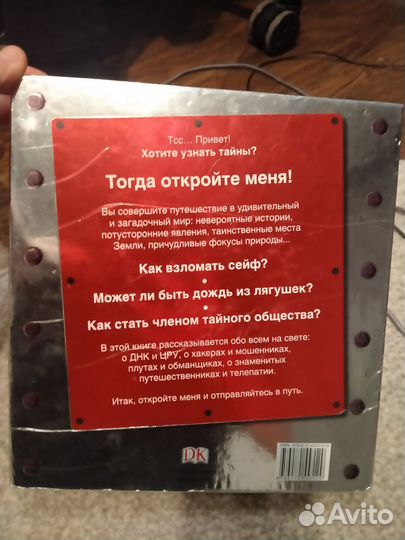 Тсс... Привет!
Хотите узнать тайны?
Тогда откройте меня!
Вы совершите путешествие в удивительный
и загадочный мир: невероятные истории,
потусторонние явления, таинственные места
Земли, причудливые фокусы природы...
Как взломать сейф?
•
Может ли быть дождь из лягушек?
•
Как стать членом тайного общества?
В этой книге рассказывается обо всем на свете:
о ДНК и ЦРУ, о хакерах и мошенниках,
плутах и обманщиках, о знаменитых
путешественниках и телепатии.
Итак, откройте меня и отправляйтесь в путь.
DK
Avito